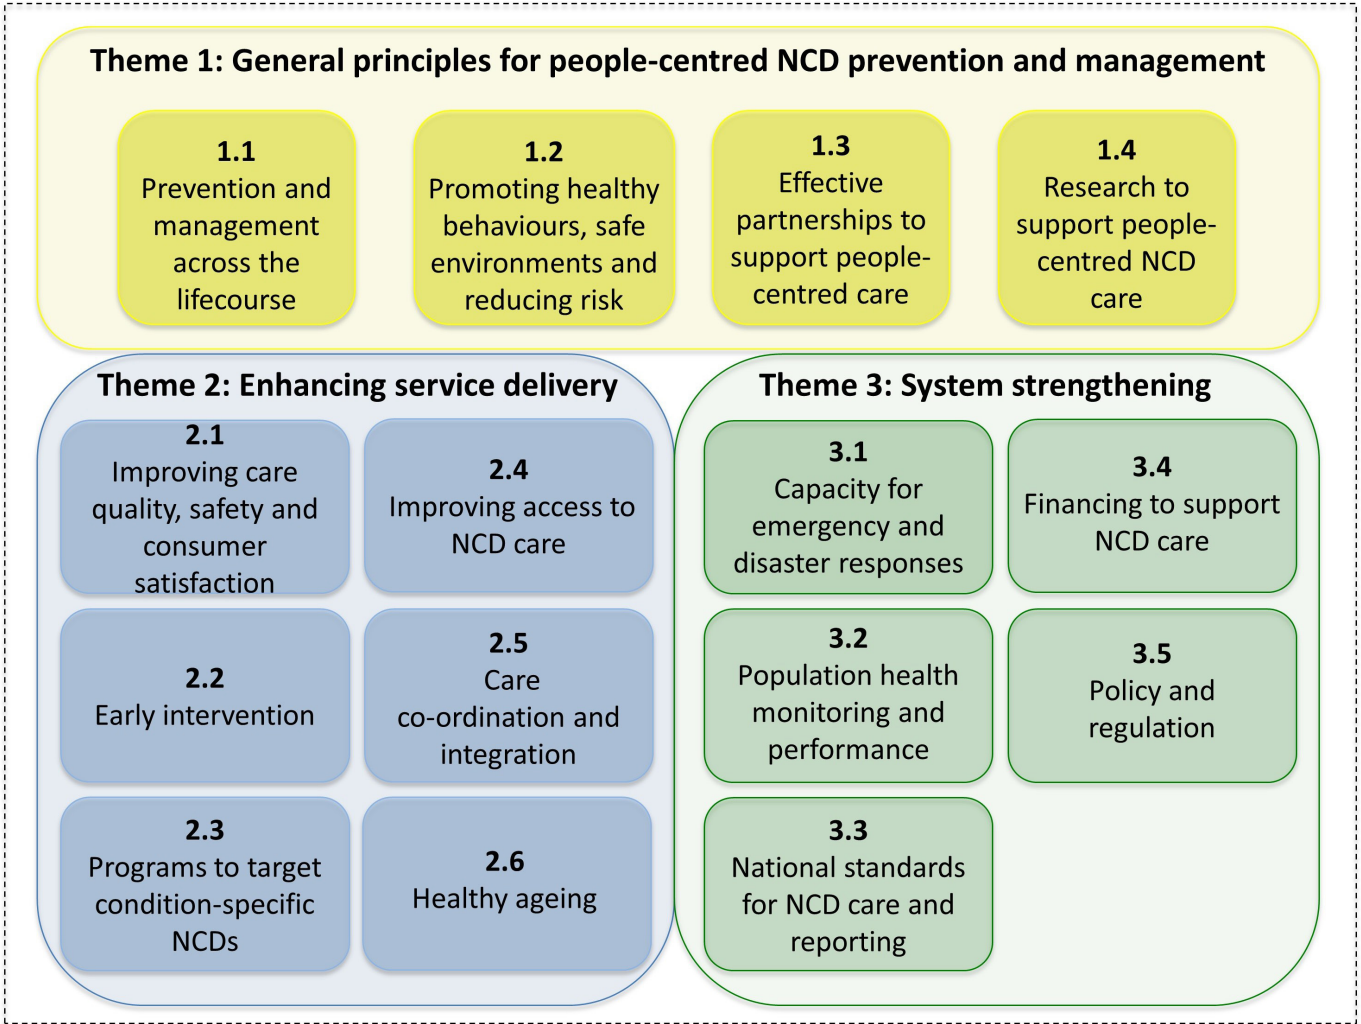 Theme 1: General principles for people-centred NCD prevention and management
1.1
Prevention and
management
across the
lifecourse
1.2
Promoting healthy
behaviours, safe
environments and
reducing risk
1.3
Effective
partnerships to
support people-
centred care
1.4
Research to
support people-
centred NCD
care
Theme 2: Enhancing service delivery
2.1
Improving care
quality, safety and
consumer
satisfaction
2.4
Improving access to
NCD care
2.2
Early intervention
2.5
Care
co-ordination and
integration
2.3
Programs to target
condition-specific
NCDs
2.6
Healthy ageing
Theme 3: System strengthening
3.1
Capacity for
emergency and
disaster responses
3.4
Financing to support
NCD care
3.2
Population health
monitoring and
performance
3.5
Policy and
regulation
3.3
National standards
for NCD care and
reporting